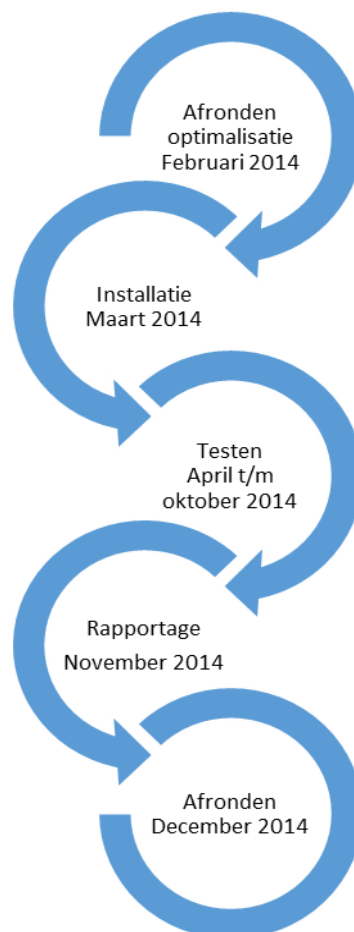 Afronden
optimalisatie
Februari 2014
Installatie
Maart 2014
Testen
April t/m
oktober 2014
Rapportage
November 2014
Afronden
December 2014